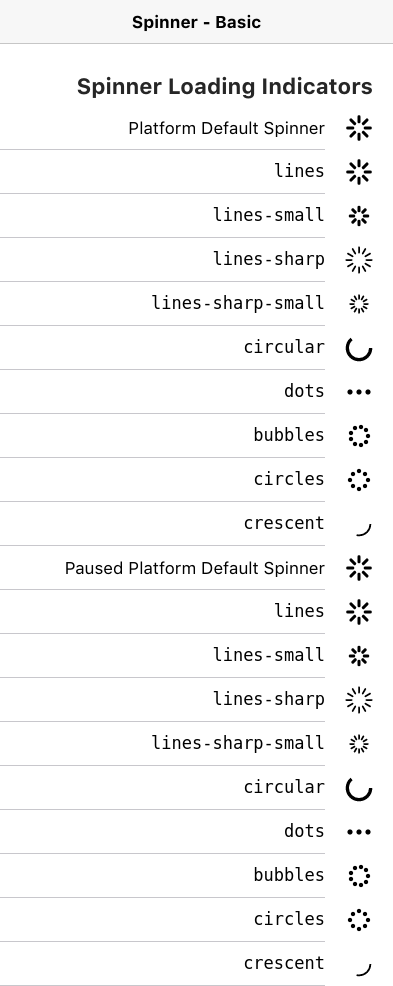 Spinner - Basic
Spinner Loading Indicators
Platform Default Spinner
lines
lines-small
lines-sharp
lines-sharp-small
circular
dots
bubbles
circles
crescent
Paused Platform Default Spinner
lines
lines-small
lines-sharp
lines-sharp-small
circular
dots
bubbles
circles
crescent